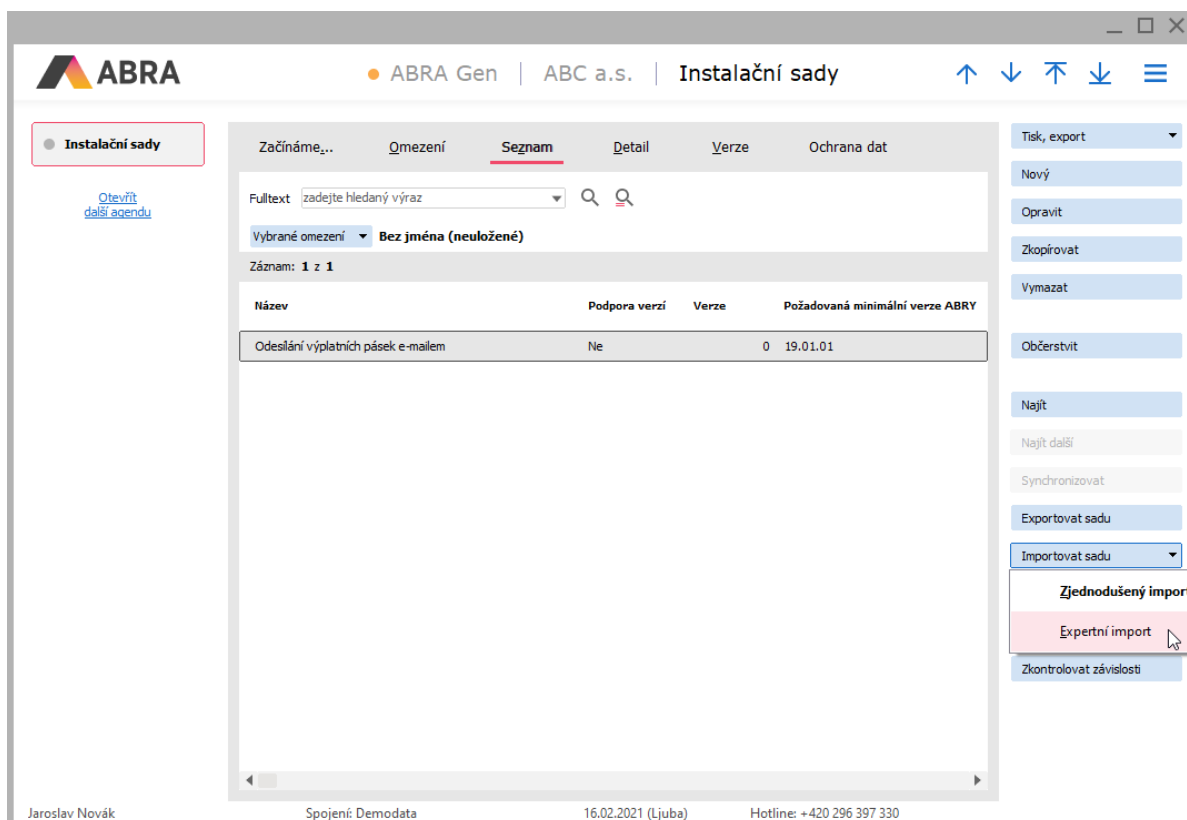 ABRA
ABRA Gen | ABC a.s. | Instalační sady
Instalační sady
Otevřít
další agendu
Začínáme... Omezení Seznam Detail Verze Ochrana dat
Fulltext zadejte hledaný výraz
Vybrané omezení Bez jména (neuložené)
Záznam: 1 z 1
Název Podpora verzí Verze Požadovaná minimální verze ABRY
Odesílání výplatních pásek e-mailem Ne 0 19.01.01
Tisk, export
Nový
Opravit
Zkopírovat
Vymazat
Občerstvit
Najít
Najít další
Synchronizovat
Exportovat sadu
Importovat sadu
Zjednodušený import
Expertní import
Zkontrolovat závislosti
Jaroslav Novák Spojení: Demodata 16.02.2021 (Ljuba) Hotline: +420 296 397 330